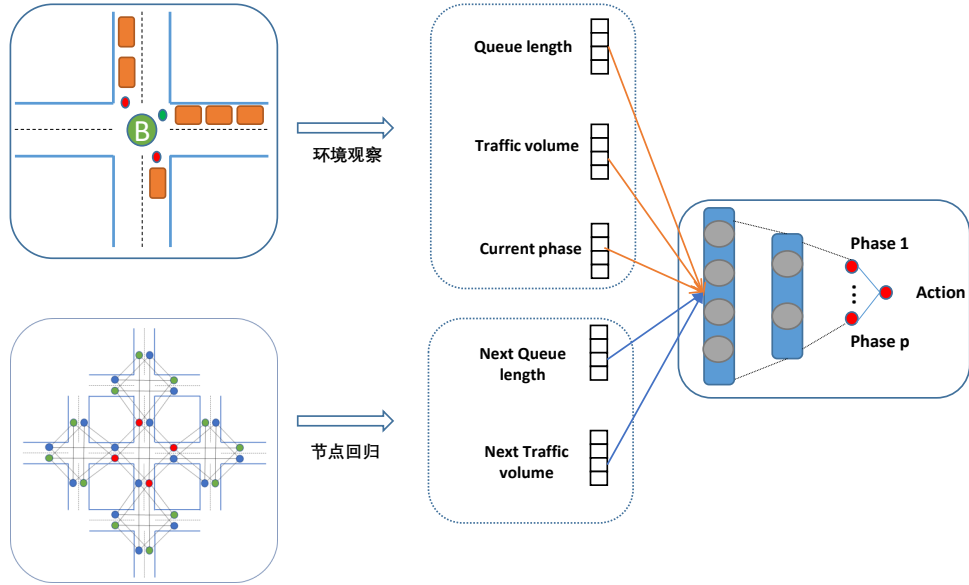 B
环境观察
Queue length
Traffic volume
Current phase
节点回归
Next Queue
length
Next Traffic
volume
Phase 1
Phase p
Action